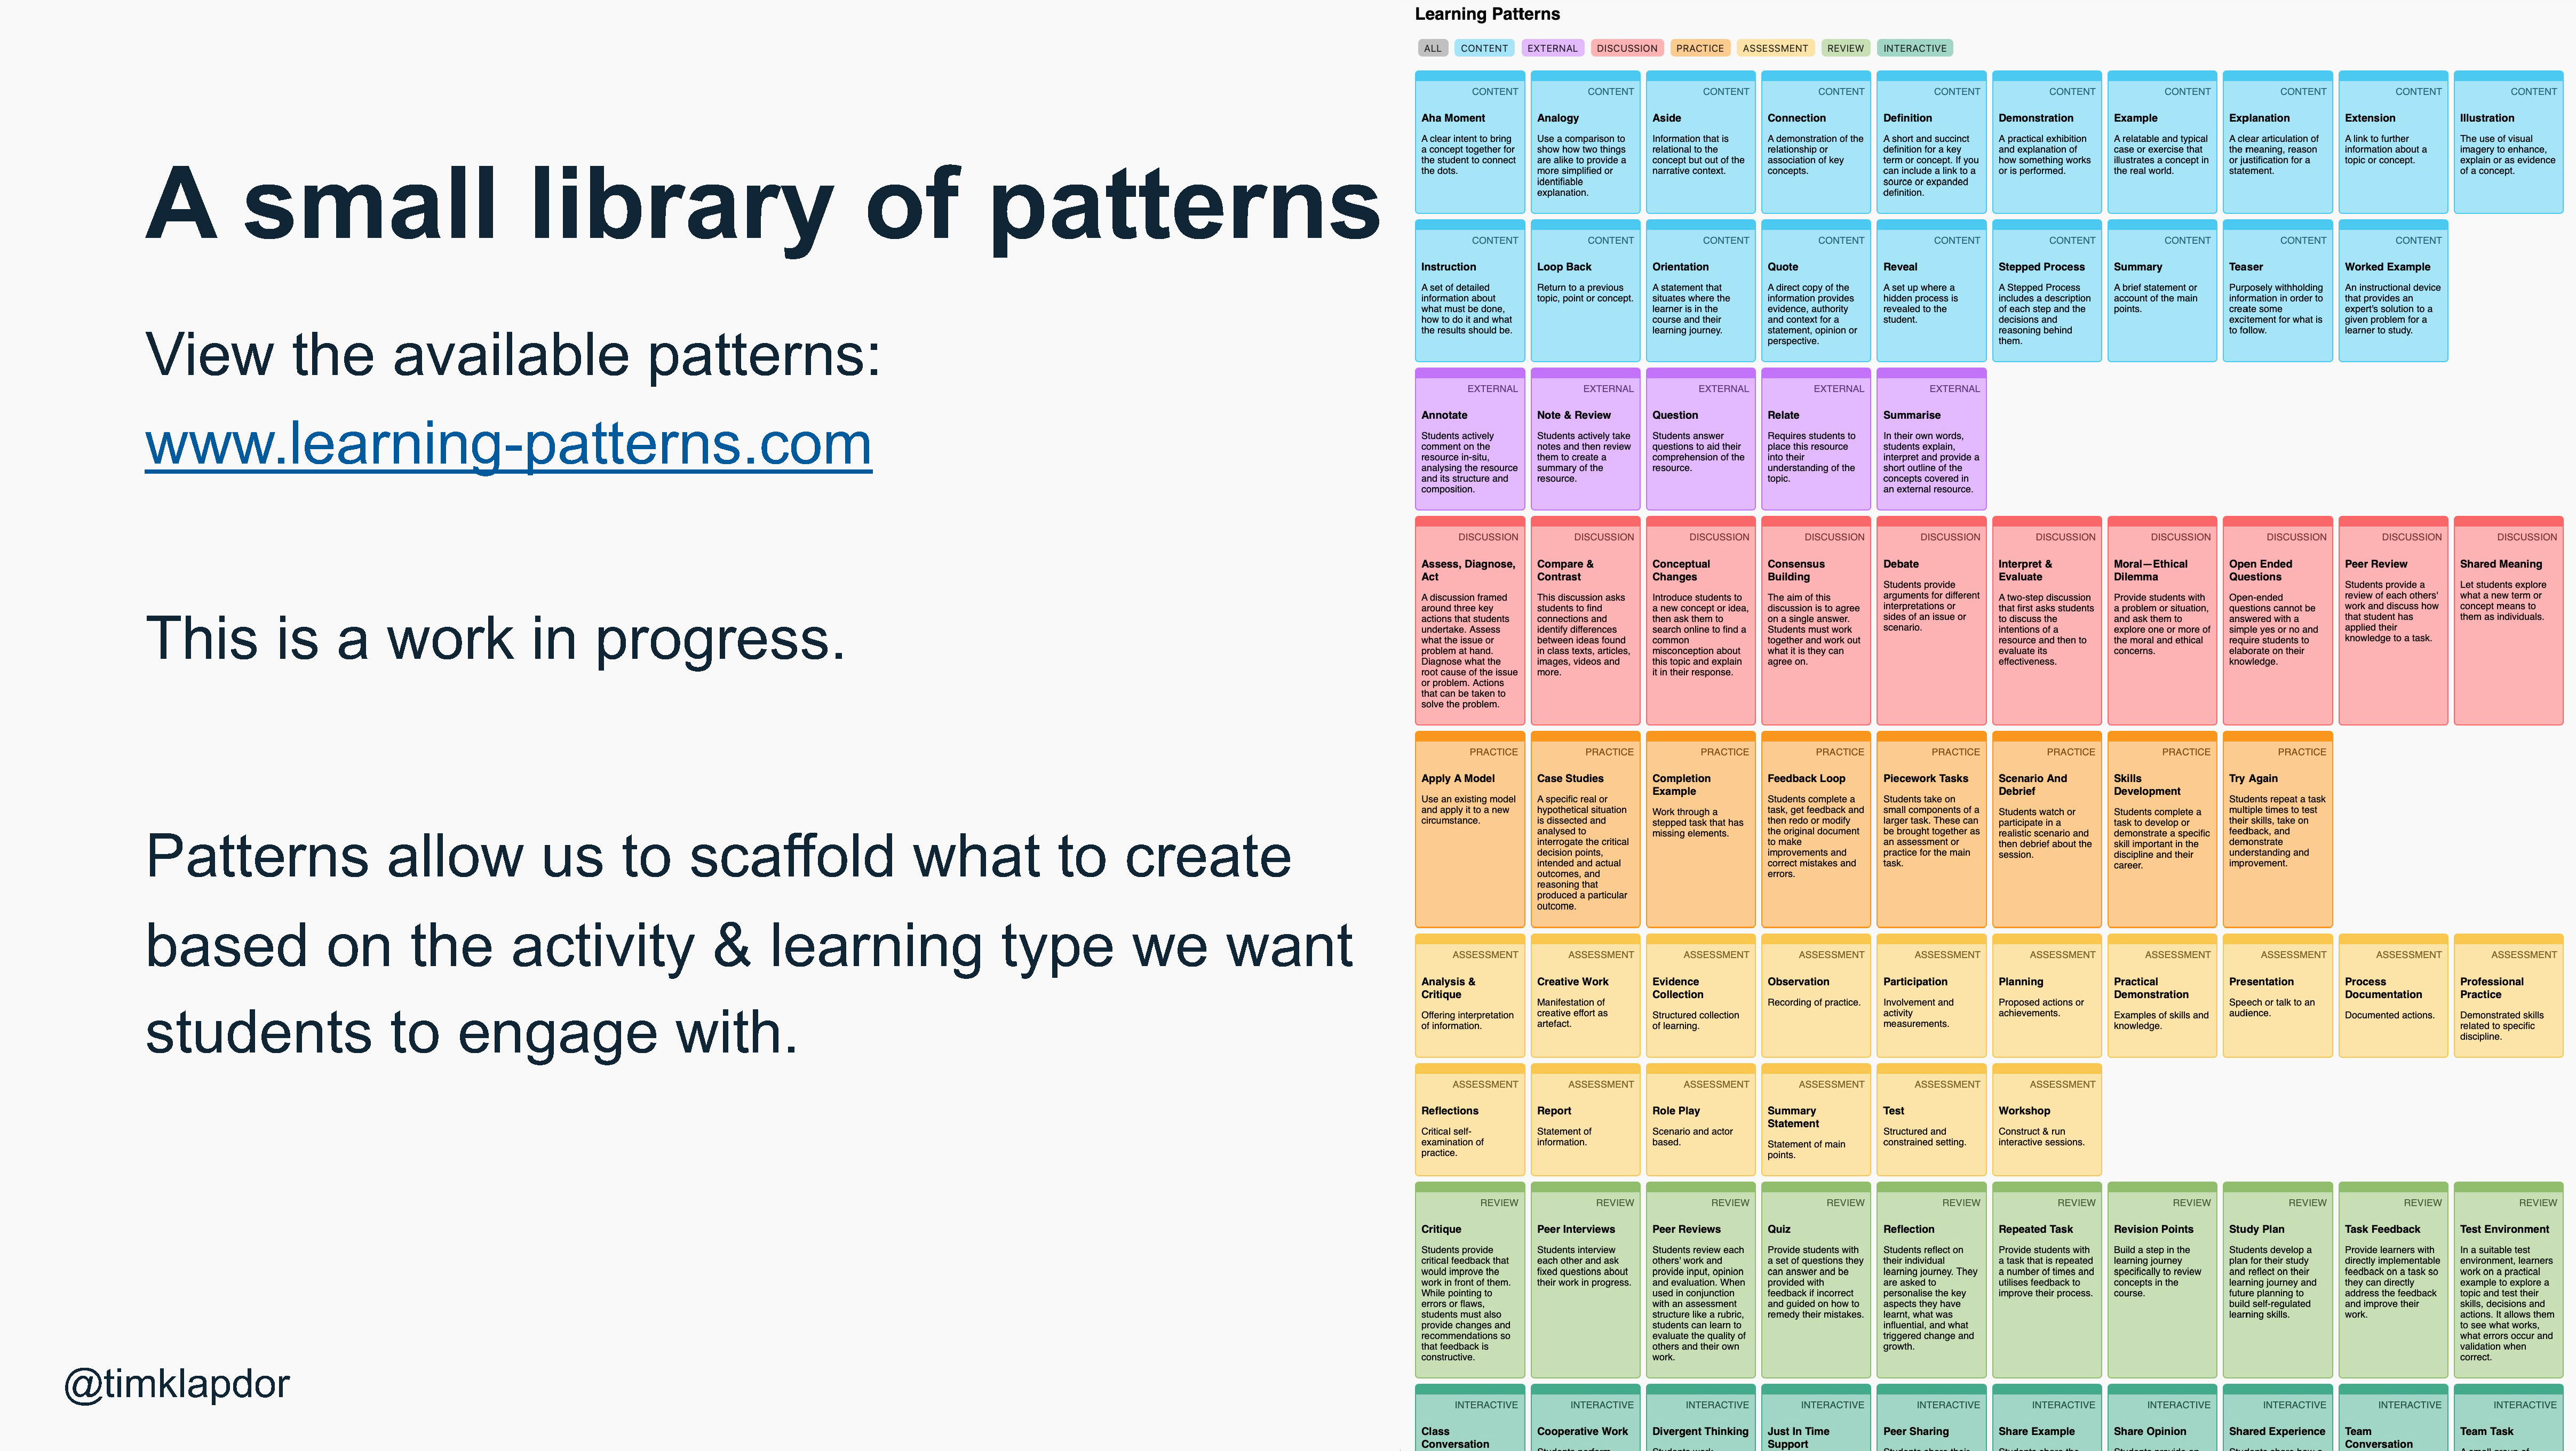 A small library of patterns
View the available patterns:
www.learning-patterns.com
This is a work in progress.
Patterns allow us to scaffold what to create
based on the activity & learning type we want
students to engage with.
@timklapdor
Learning Patterns
ALL CONTENT EXTERNAL DISCUSSION PRACTICE ASSESSMENT REVIEW INTERACTIVE
CONTENT
Aha Moment
A clear intent to bring
a concept together for
the student to connect
the dots.
CONTENT
Analogy
Use a comparison to
show how two things
are alike to provide a
more simplified or
identifiable
explanation.
CONTENT
Aside
Information that is
relational to the
concept but out of the
narrative context.
CONTENT
Connection
A demonstration of the
relationship or
association of key
concepts.
CONTENT
Definition
A short and succinct
definition for a key
term or concept. If you
can include a link to a
source or expanded
definition.
CONTENT
Demonstration
A practical exhibition
and explanation of
how something works
or is performed.
CONTENT
Example
A relatable and typical
case or exercise that
illustrates a concept in
the real world.
CONTENT
Explanation
A clear articulation of
the meaning, reason
or justification for a
statement.
CONTENT
Extension
A link to further
information about a
topic or concept.
CONTENT
Illustration
The use of visual
imagery to enhance,
explain or as evidence
of a concept.
CONTENT
Instruction
A set of detailed
information about
what must be done,
how to do it and what
the results should be.
CONTENT
Loop Back
Return to a previous
topic, point or concept.
CONTENT
Orientation
A statement that
situates where the
learner is in the
course and their
learning journey.
CONTENT
Quote
A direct copy of the
information provides
evidence, authority
and context for a
statement, opinion or
perspective.
CONTENT
Reveal
A set up where a
hidden process is
revealed to the
student.
CONTENT
Stepped Process
A Stepped Process
includes a description
of each step and the
decisions and
reasoning behind
them.
CONTENT
Summary
A brief statement or
account of the main
points.
CONTENT
Teaser
Purposely withholding
information in order to
create some
excitement for what is
to follow.
CONTENT
Worked Example
An instructional device
that provides an
expert's solution to a
given problem for a
learner to study.
EXTERNAL
Annotate
Students actively
comment on the
resource in-situ,
analysing the resource
and its structure and
composition.
EXTERNAL
Note & Review
Students actively take
notes and then review
them to create a
summary of the
resource.
EXTERNAL
Question
Students answer
questions to aid their
comprehension of the
resource.
EXTERNAL
Relate
Requires students to
place this resource
into their
understanding of the
topic.
EXTERNAL
Summarise
In their own words,
students explain,
interpret and provide a
short outline of the
concepts covered in
an external resource.
DISCUSSION
Assess, Diagnose,
Act
A discussion framed
around three key
actions that students
undertake. Assess
what the issue or
problem at hand.
Diagnose what the
root cause of the issue
or problem. Actions
that can be taken to
solve the problem.
DISCUSSION
Compare &
Contrast
This discussion asks
students to find
connections and
identify differences
between ideas found
in class texts, articles,
images, videos and
more.
DISCUSSION
Conceptual
Changes
Introduce students to
a new concept or idea,
then ask them to
search online to find a
common
misconception about
this topic and explain
it in their response.
DISCUSSION
Consensus
Building
The aim of this
discussion is to agree
on a single answer.
Students must work
together and work out
what it is they can
agree on.
DISCUSSION
Debate
Students provide
arguments for different
interpretations or
sides of an issue or
scenario.
DISCUSSION
Interpret &
Evaluate
A two-step discussion
that first asks students
to discuss the
intentions of a
resource and then to
evaluate its
effectiveness.
DISCUSSION
Moral—Ethical
Dilemma
Provide students with
a problem or situation,
and ask them to
explore one or more of
the moral and ethical
concerns.
DISCUSSION
Open Ended
Questions
Open-ended
questions cannot be
answered with a
simple yes or no and
require students to
elaborate on their
knowledge.
DISCUSSION
Peer Review
Students provide a
review of each others'
work and discuss how
that student has
applied their
knowledge to a task.
DISCUSSION
Shared Meaning
Let students explore
what a new term or
concept means to
them as individuals.
PRACTICE
Apply A Model
Use an existing model
and apply it to a new
circumstance.
PRACTICE
Case Studies
A specific real or
hypothetical situation
is dissected and
analysed to
interrogate the critical
decision points,
intended and actual
outcomes, and
reasoning that
produced a particular
outcome.
PRACTICE
Completion
Example
Work through a
stepped task that has
missing elements.
PRACTICE
Feedback Loop
Students complete a
task, get feedback and
then redo or modify
the original document
to make
improvements and
correct mistakes and
errors.
PRACTICE
Piecework Tasks
Students take on
small components of a
larger task. These can
be brought together as
an assessment or
practice for the main
task.
PRACTICE
Scenario And
Debrief
Students watch or
participate in a
realistic scenario and
then debrief about the
session.
PRACTICE
Skills
Development
Students complete a
task to develop or
demonstrate a specific
skill important in the
discipline and their
career.
PRACTICE
Try Again
Students repeat a task
multiple times to test
their skills, take on
feedback, and
demonstrate
understanding and
improvement.
ASSESSMENT
Analysis &
Critique
Offering interpretation
of information.
ASSESSMENT
Creative Work
Manifestation of
creative effort as
artefact.
ASSESSMENT
Evidence
Collection
Structured collection
of learning.
ASSESSMENT
Observation
Recording of practice.
ASSESSMENT
Participation
Involvement and
activity
measurements.
ASSESSMENT
Planning
Proposed actions or
achievements.
ASSESSMENT
Practical
Demonstration
Examples of skills and
knowledge.
ASSESSMENT
Presentation
Speech or talk to an
audience.
ASSESSMENT
Process
Documentation
Documented actions.
ASSESSMENT
Professional
Practice
Demonstrated skills
related to specific
discipline.
ASSESSMENT
Reflections
Critical self-
examination of
practice.
ASSESSMENT
Report
Statement of
information.
ASSESSMENT
Role Play
Scenario and actor
based.
ASSESSMENT
Summary
Statement
Statement of main
points.
ASSESSMENT
Test
Structured and
constrained setting.
ASSESSMENT
Workshop
Construct & run
interactive sessions.
REVIEW
Critique
Students provide
critical feedback that
would improve the
work in front of them.
While pointing to
errors or flaws,
students must also
provide changes and
recommendations so
that feedback is
constructive.
REVIEW
Peer Interviews
Students interview
each other and ask
fixed questions about
their work in progress.
REVIEW
Peer Reviews
Students review each
others' work and
provide input, opinion
and evaluation. When
used in conjunction
with an assessment
structure like a rubric,
students can learn to
evaluate the quality of
others and their own
work.
REVIEW
Quiz
Provide students with
a set of questions they
can answer and be
provided with
feedback if incorrect
and guided on how to
remedy their mistakes.
REVIEW
Reflection
Students reflect on
their individual
learning journey. They
are asked to
personalise the key
aspects they have
learnt, what was
influential, and what
triggered change and
growth.
REVIEW
Repeated Task
Provide students with
a task that is repeated
a number of times and
utilises feedback to
improve their process.
REVIEW
Revision Points
Build a step in the
learning journey
specifically to review
concepts in the
course.
REVIEW
Study Plan
Students develop a
plan for their study
and reflect on their
learning journey and
future planning to
build self-regulated
learning skills.
REVIEW
Task Feedback
Provide learners with
directly implementable
feedback on a task so
they can directly
address the feedback
and improve their
work.
REVIEW
Test Environment
In a suitable test
environment, learners
work on a practical
example to explore a
topic and test their
skills, decisions and
actions. It allows them
to see what works,
what errors occur and
validation when
correct.
INTERACTIVE
Class
Conversation
INTERACTIVE
Cooperative Work
INTERACTIVE
Divergent Thinking
INTERACTIVE
Just In Time
Support
INTERACTIVE
Peer Sharing
INTERACTIVE
Share Example
INTERACTIVE
Share Opinion
INTERACTIVE
Shared Experience
INTERACTIVE
Team
Conversation
INTERACTIVE
Team Task